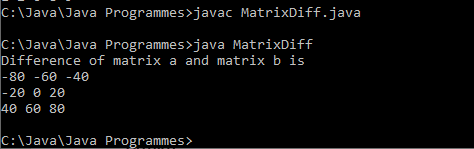 C:\Java\Java Programmes>javac MatrixDiff.java
C:\Java\Java Programmes>java MatrixDiff
Difference of matrix a and matrix b is
-80 -60 -40
-20 0 20
40 60 80
C:\Java\Java Programmes>